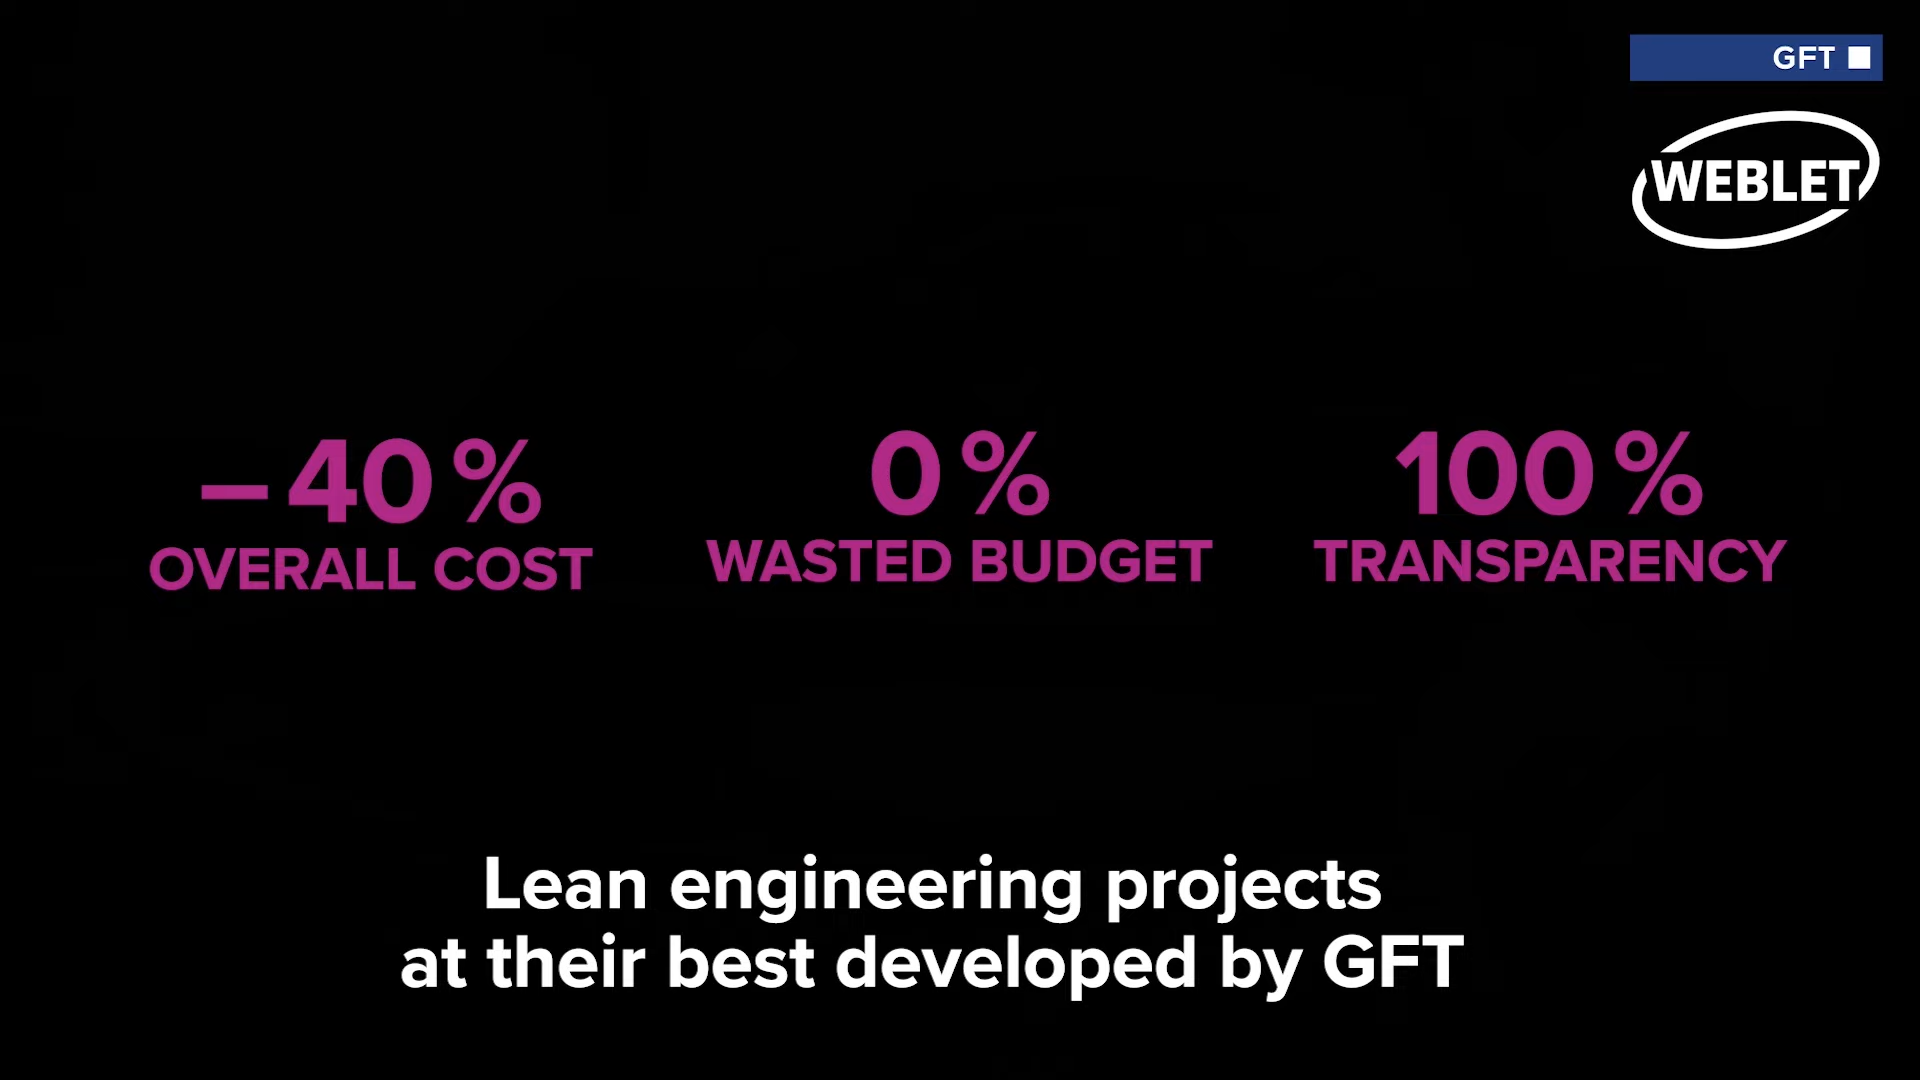 GFT
WEBLET
– 40 %
OVERALL COST
0 %
WASTED BUDGET
100 %
TRANSPARENCY
Lean engineering projects
at their best developed by GFT